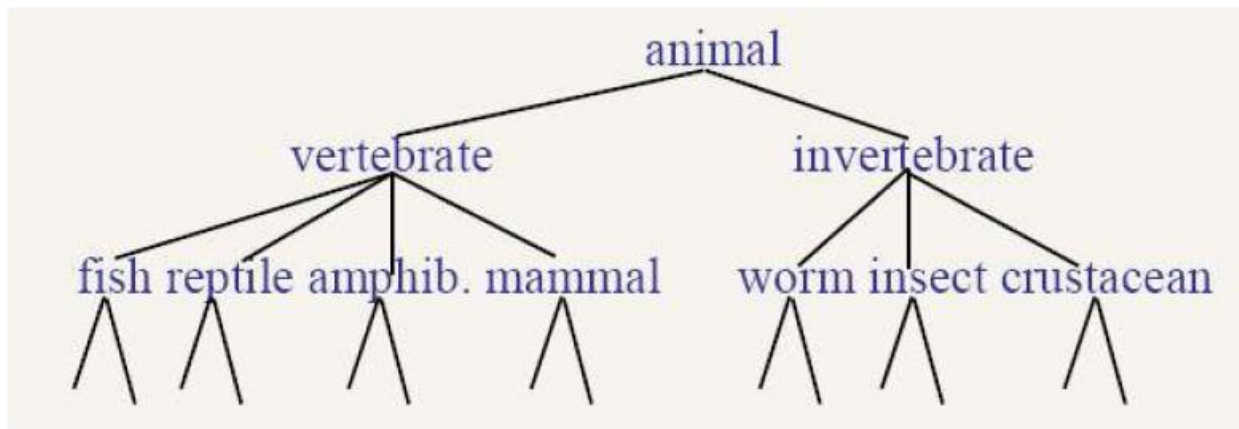 animal
vertebrate invertebrate
fish reptile amphib. mammal worm insect crustacean